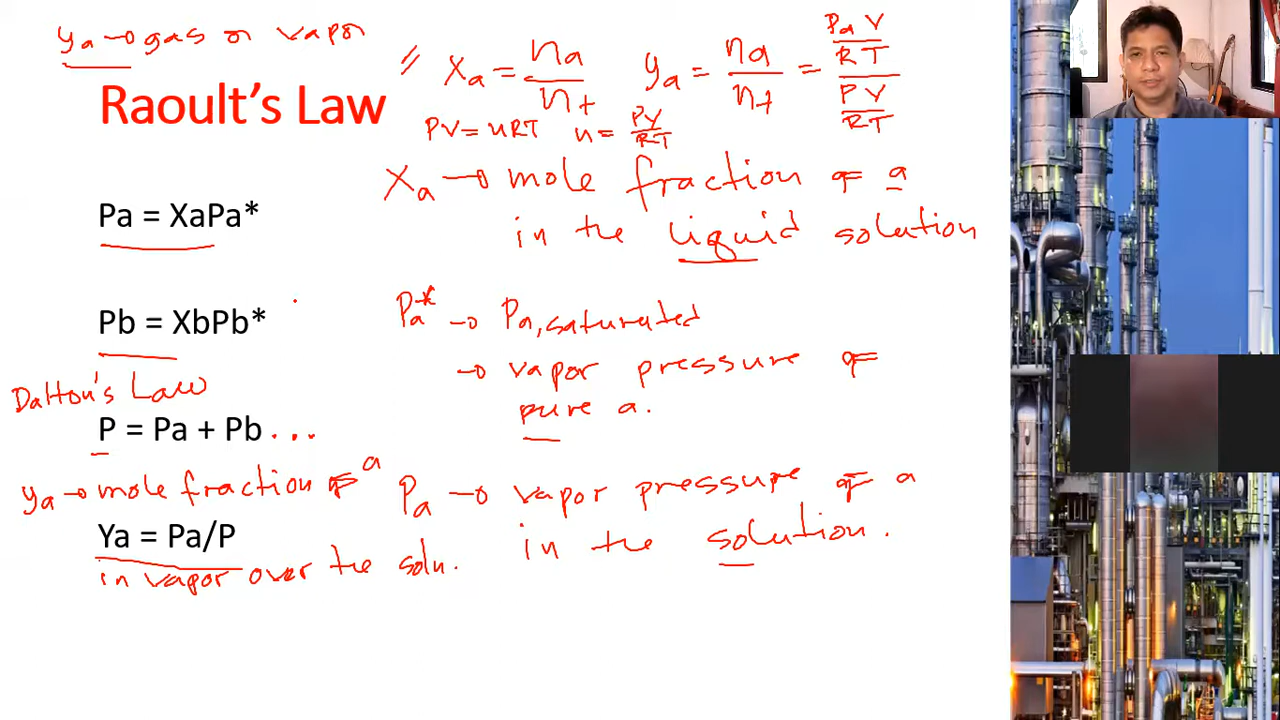 ya → gas or vapor
Raoult's Law
// Xa = na/nt ya = na/nt = (PaV/RT)/(PV/RT)
PV = nRT n = PV/RT
Xa → mole fraction of a
in the liquid solution
Pa = XaPa*
Pa* → Pa,saturated
Pb = XbPb*
→ vapor pressure of
pure a.
Dalton's Law
P = Pa + Pb ...
ya → mole fraction of a
Pa → vapor pressure of a
in the solution.
Ya = Pa/P
in vapor over the soln.